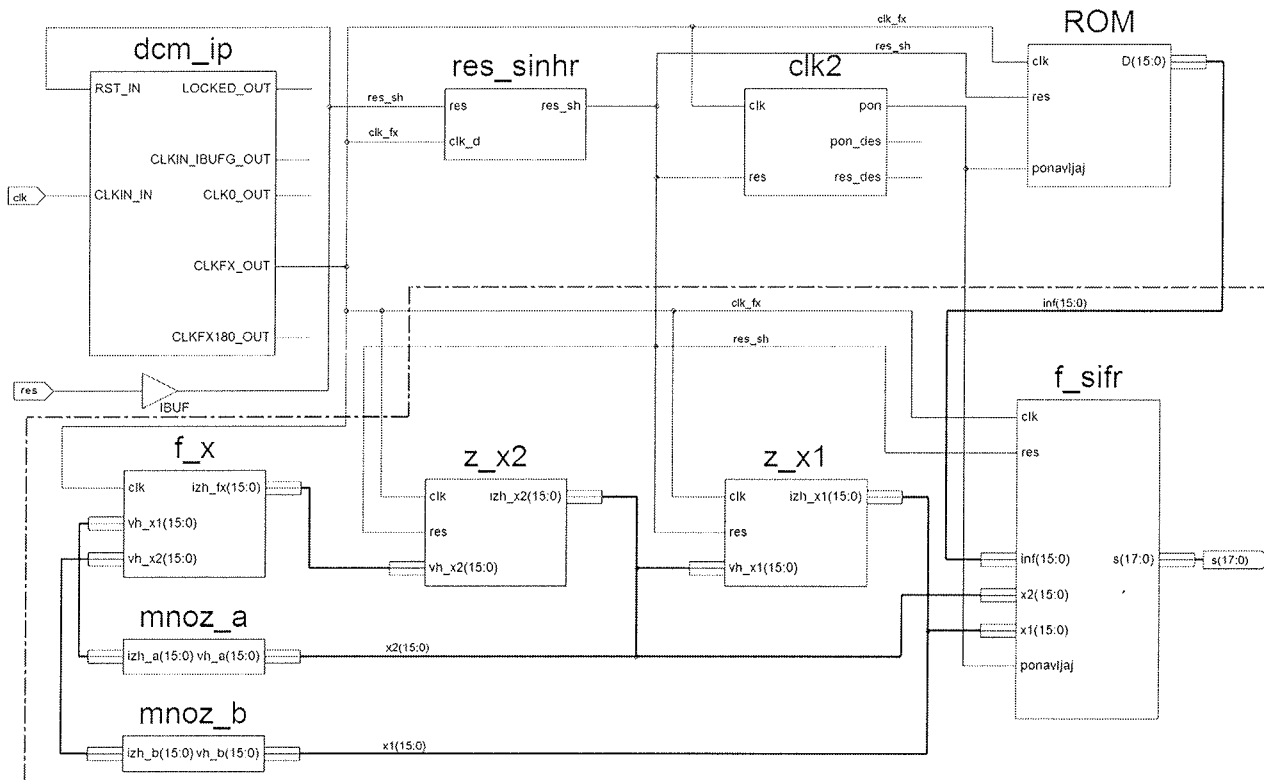 dcm_ip
RST_IN LOCKED_OUT
CLKIN_IBUFG_OUT
CLKIN_IN CLK0_OUT
CLKFX_OUT
CLKFX180_OUT
clk
res
IBUF
res_sinhr
res_sh
res res_sh
clk_fx
clk_d
clk2
clk pon
pon_des
res res_des
clk_fx
res_sh
ROM
clk D(15:0)
res
ponavljaj
clk_fx
inf(15:0)
res_sh
f_x
clk izh_fx(15:0)
vh_x1(15:0)
vh_x2(15:0)
z_x2
clk izh_x2(15:0)
res
vh_x2(15:0)
z_x1
clk izh_x1(15:0)
res
vh_x1(15:0)
f_sifr
clk
res
inf(15:0) s(17:0)
s(17:0)
x2(15:0)
x1(15:0)
ponavljaj
mnoz_a
izh_a(15:0) vh_a(15:0)
x2(15:0)
mnoz_b
izh_b(15:0) vh_b(15:0)
x1(15:0)